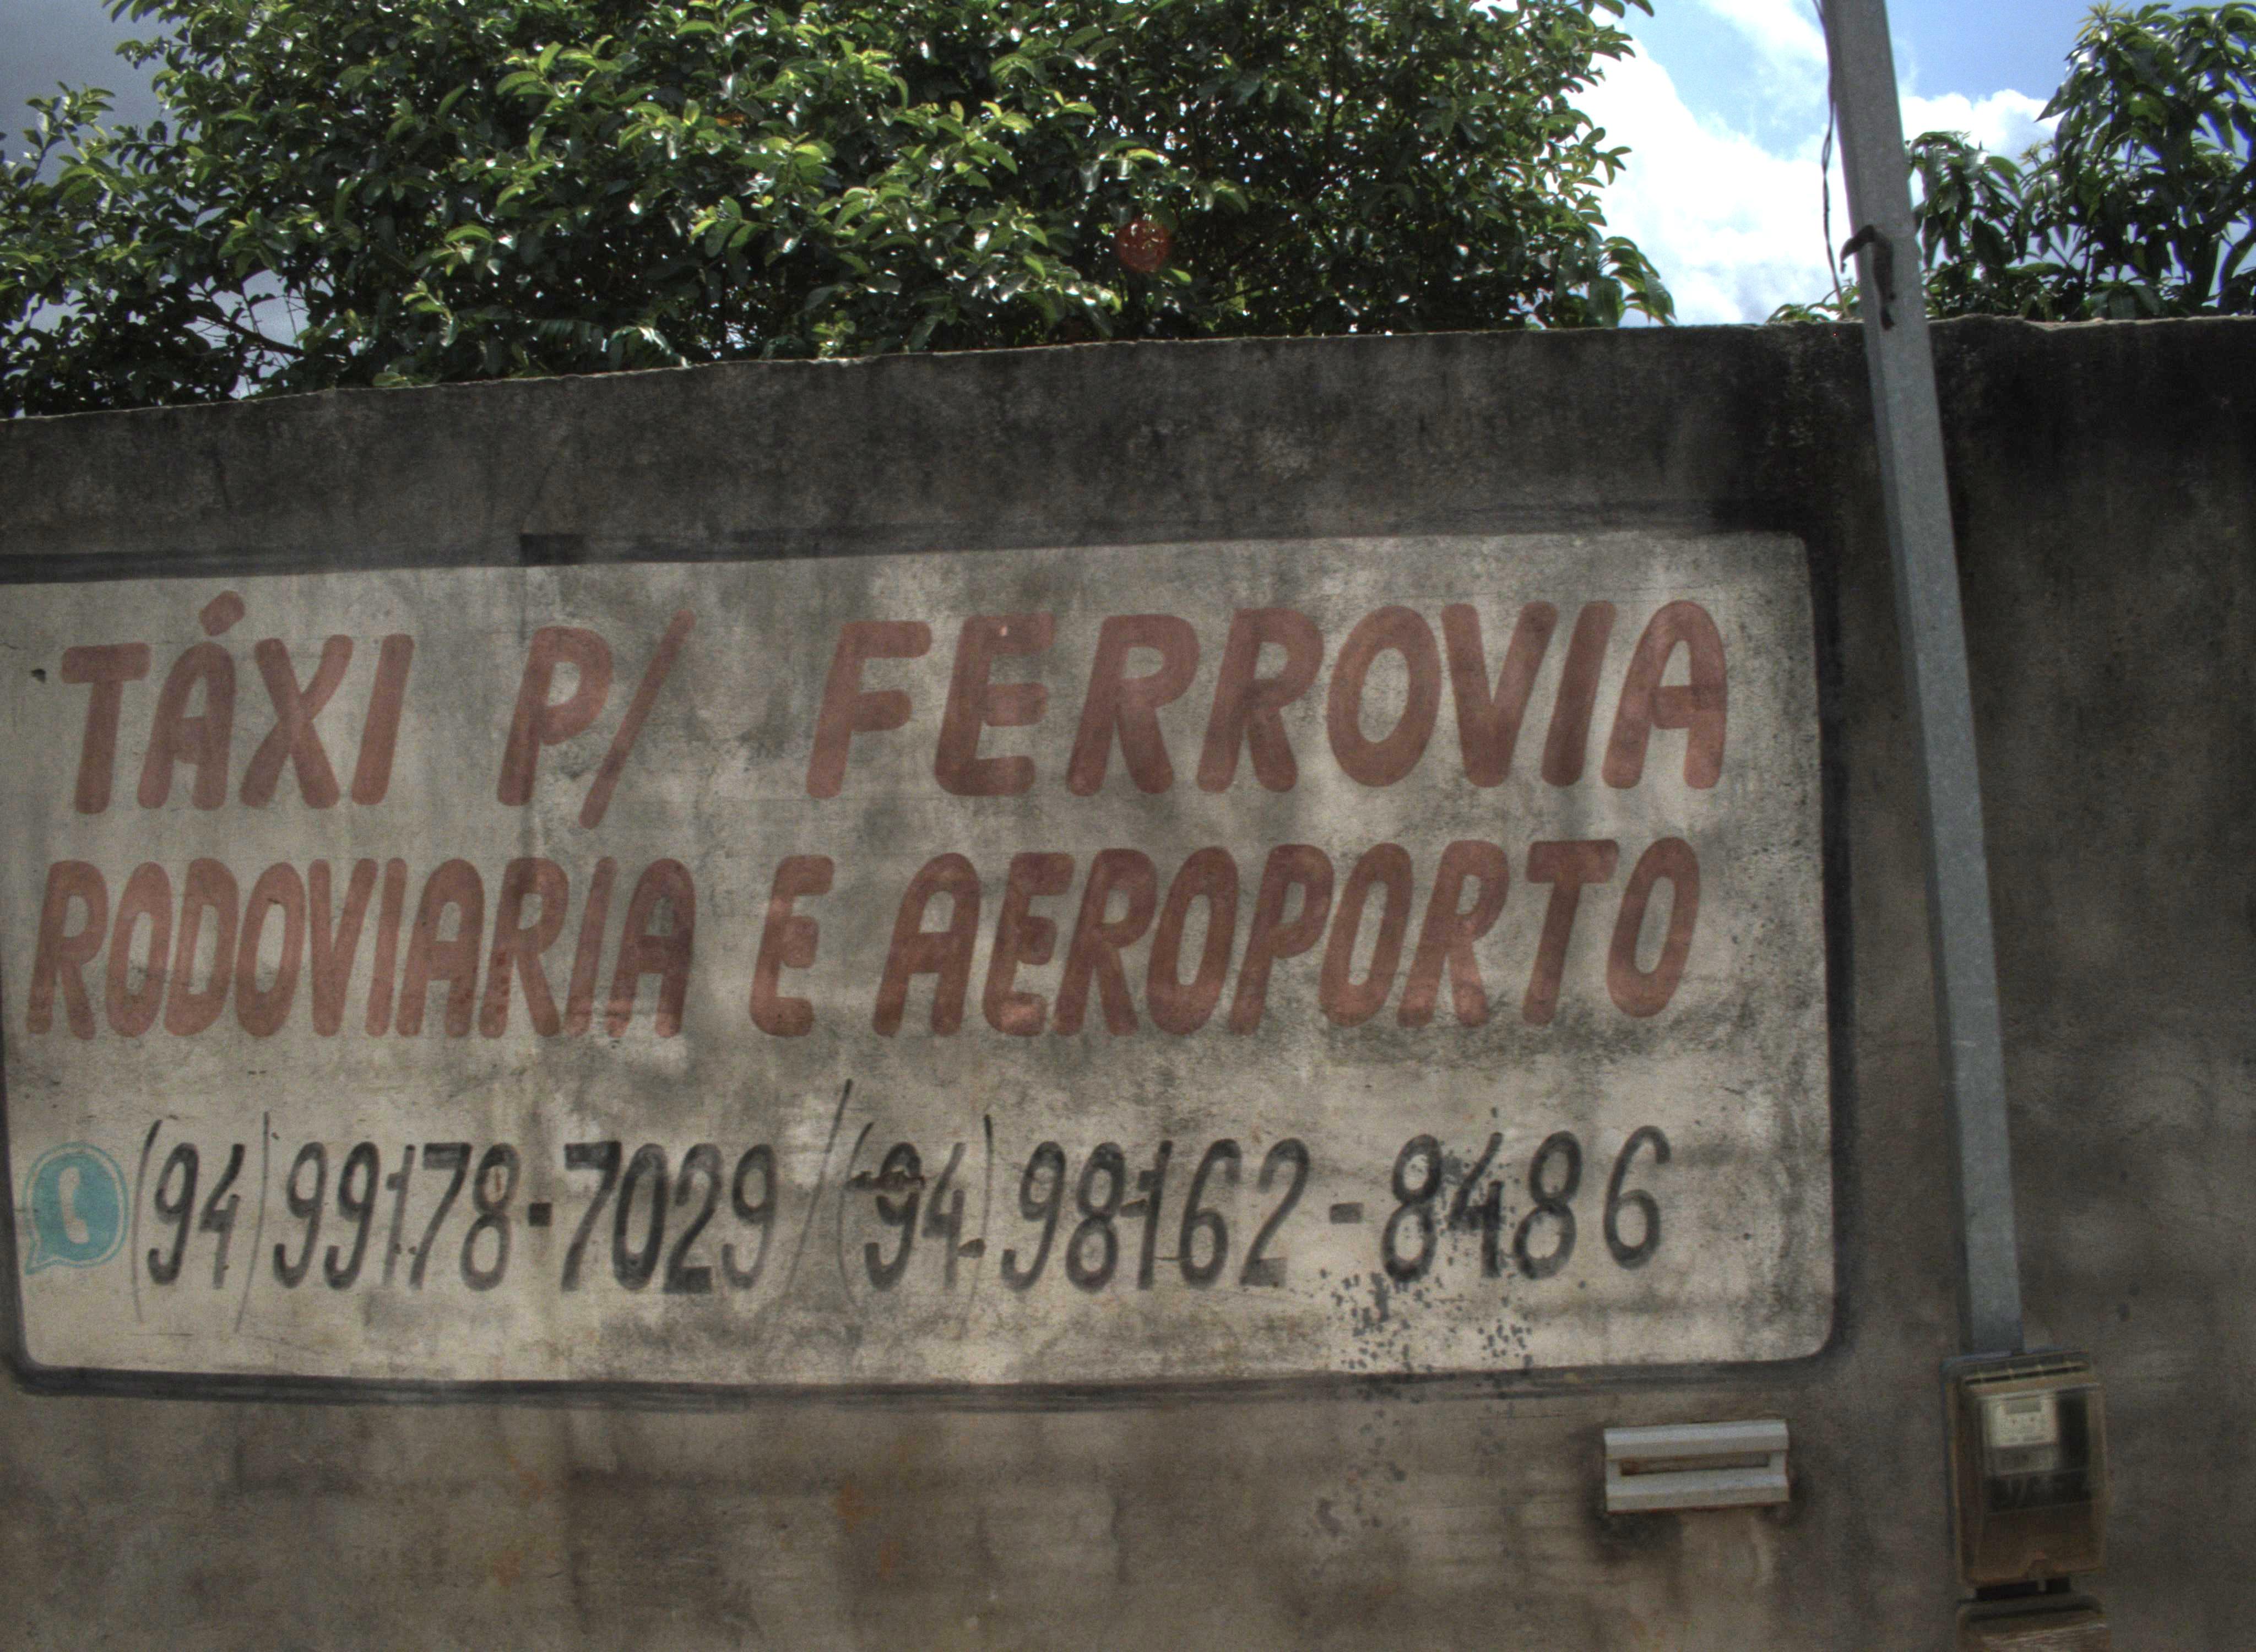 TÁXI P/ FERROVIA
RODOVIARIA E AEROPORTO
(94) 99178-7029 / (94) 98162-8486